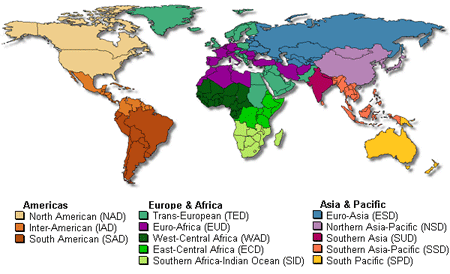 Americas
North American (NAD)
Inter-American (IAD)
South American (SAD)
Europe & Africa
Trans-European (TED)
Euro-Africa (EUD)
West-Central Africa (WAD)
East-Central Africa (ECD)
Southern Africa-Indian Ocean (SID)
Asia & Pacific
Euro-Asia (ESD)
Northern Asia-Pacific (NSD)
Southern Asia (SUD)
Southern Asia-Pacific (SSD)
South Pacific (SPD)